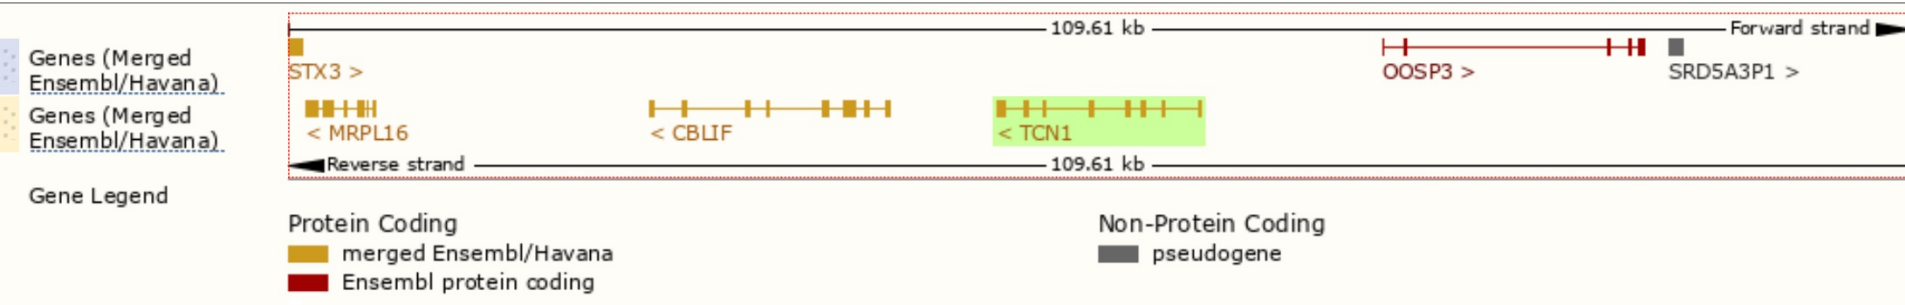 109.61 kb Forward strand
Genes (Merged
Ensembl/Havana)
STX3 > OOSP3 > SRD5A3P1 >
Genes (Merged
Ensembl/Havana)
< MRPL16 < CBLIF < TCN1
Reverse strand 109.61 kb
Gene Legend
Protein Coding Non-Protein Coding
merged Ensembl/Havana pseudogene
Ensembl protein coding